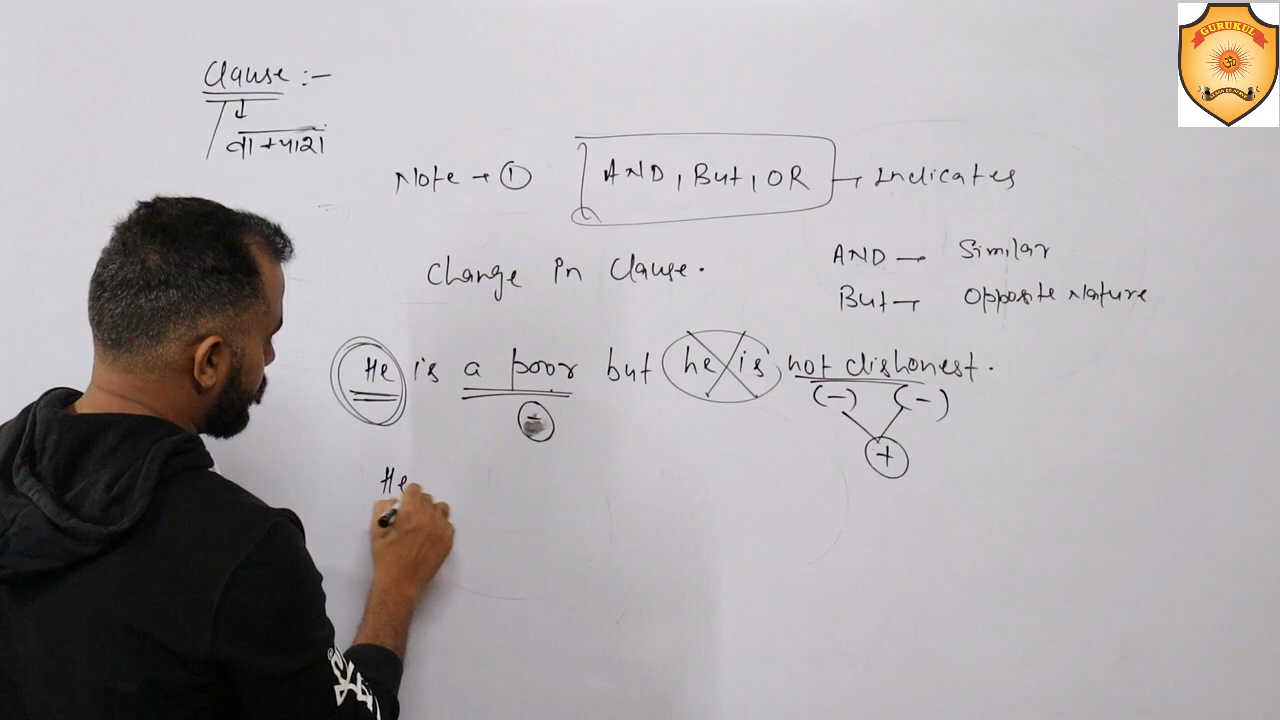 Clause :-
वाक्यांश
Note → ① AND, But, OR → Indicates
Change in Clause.
AND → Similar
But → Opposite Nature
He is a poor but he is not dishonest.
(-) (-)
-
+
He
GURUKUL
ॐ